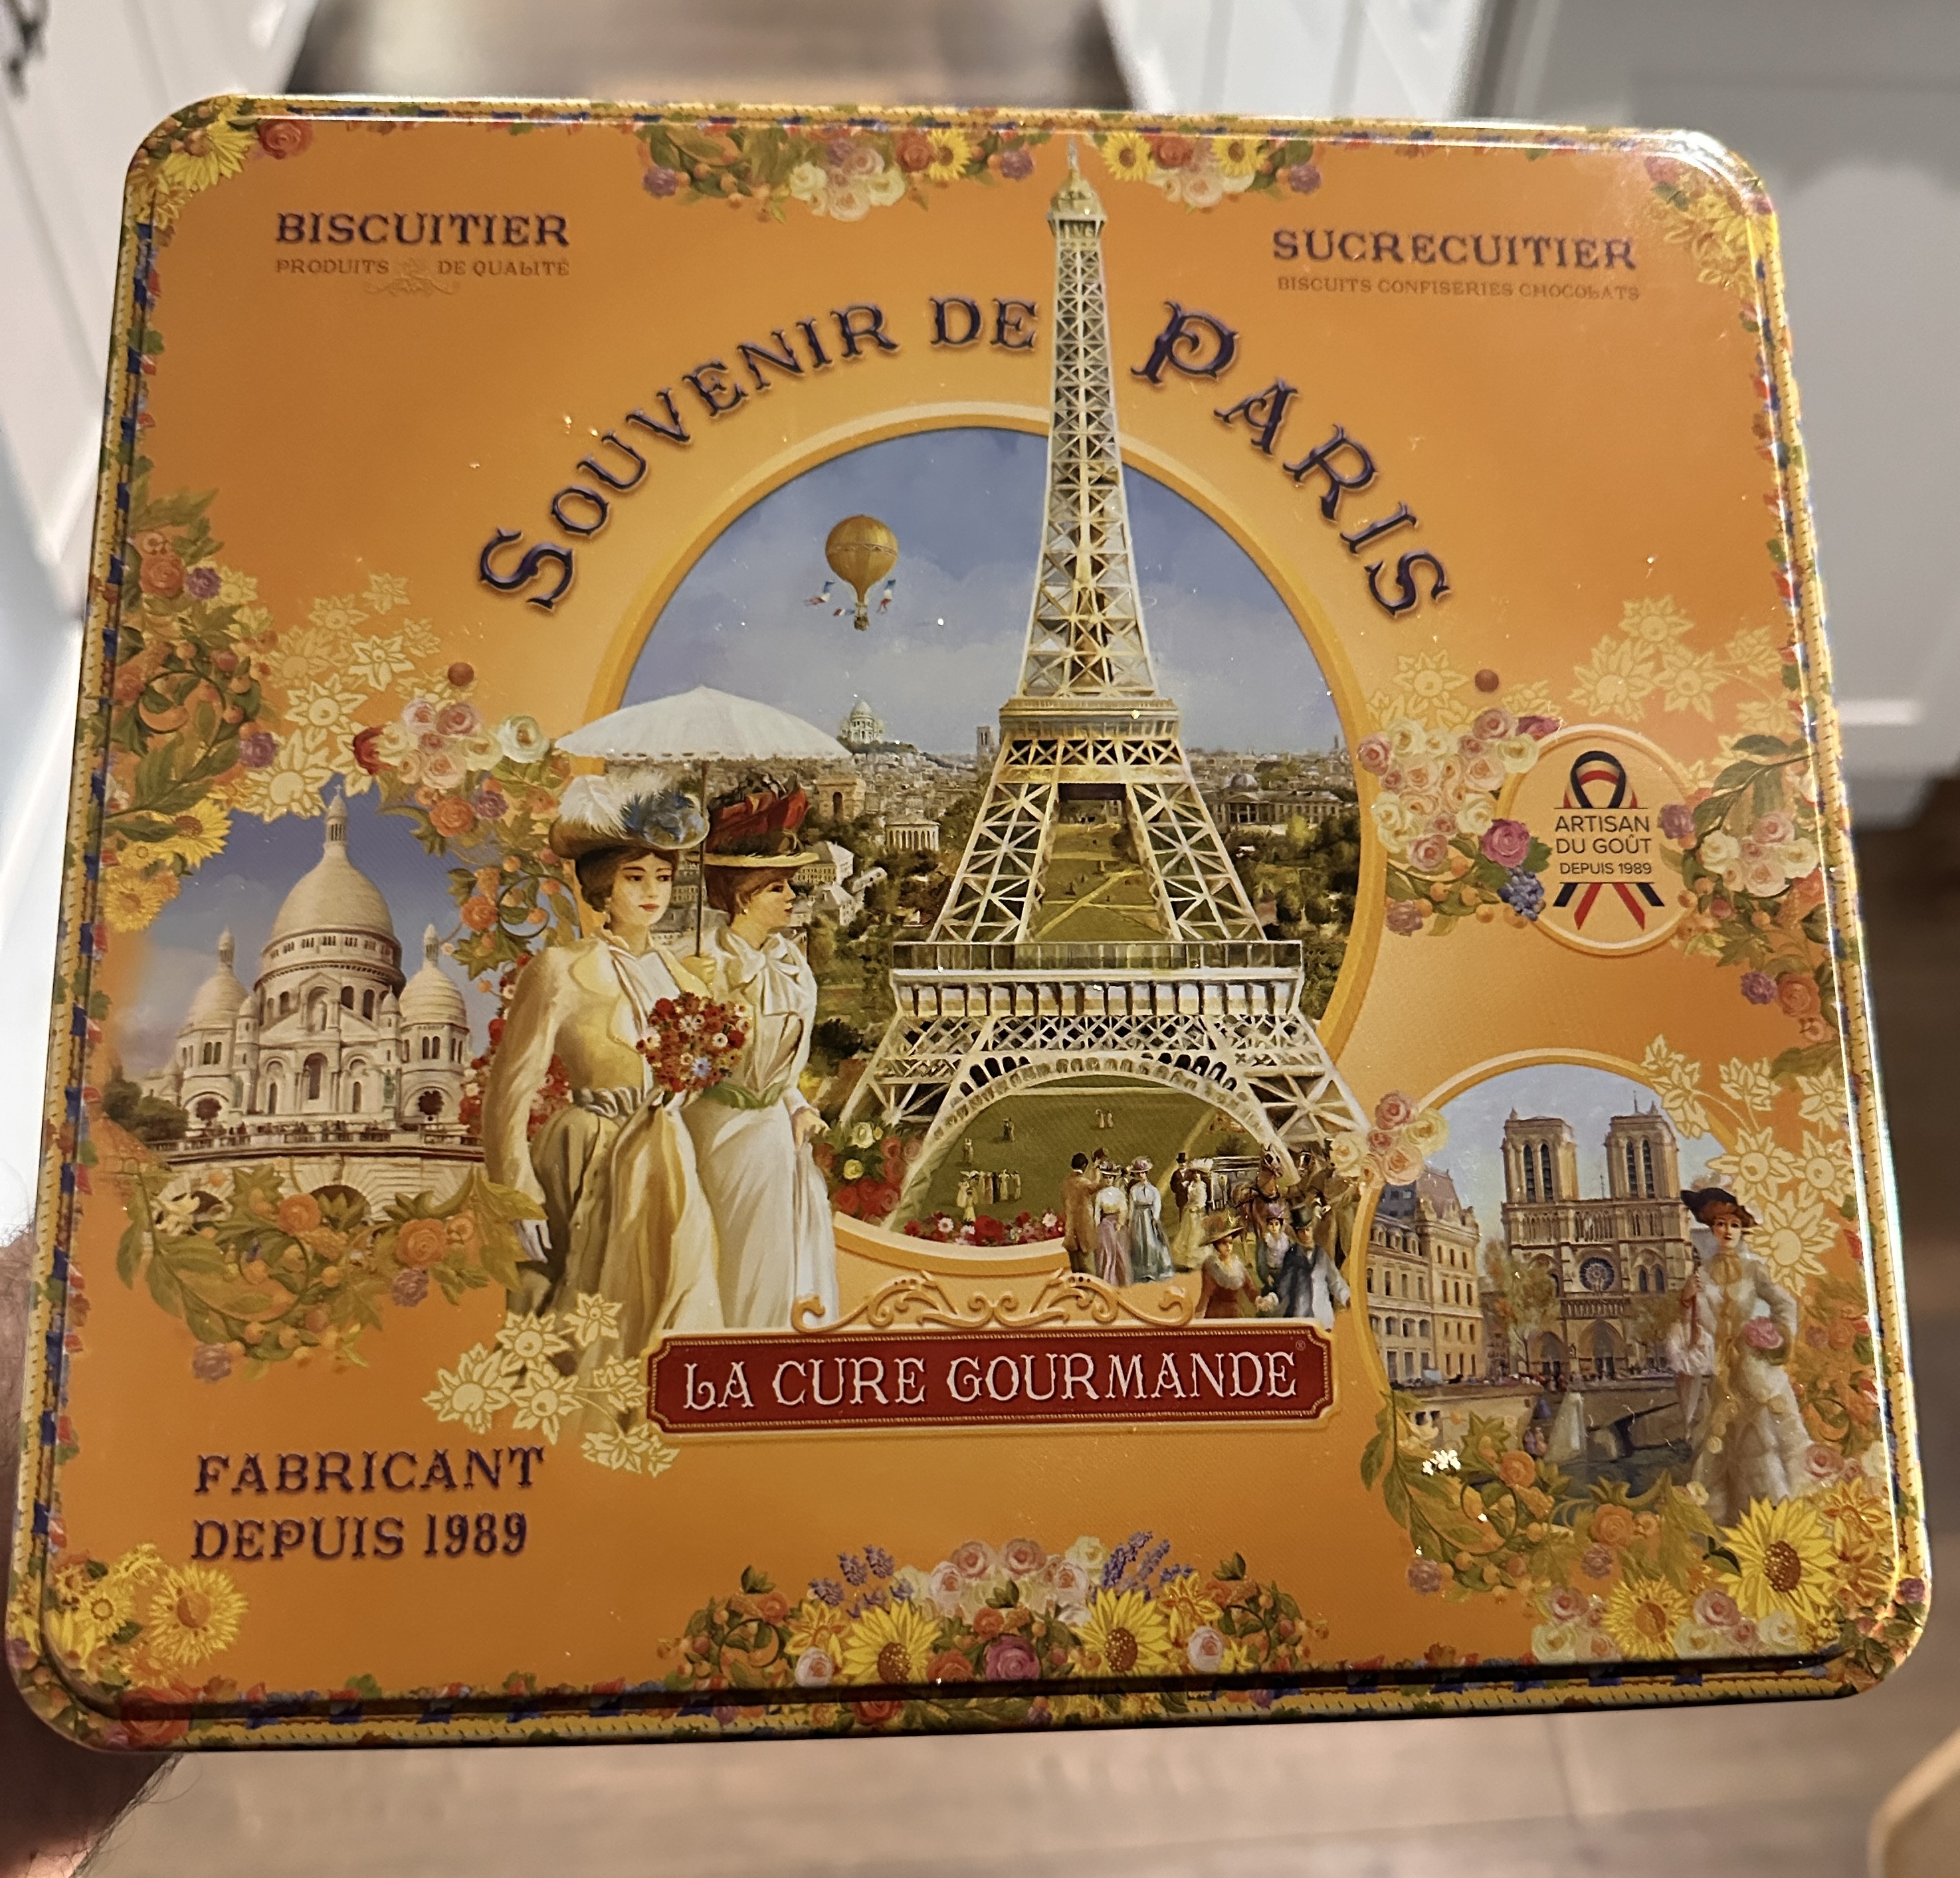 BISCUITIER
PRODUITS DE QUALITÉ
SUCRECUITIER
BISCUITS CONFISERIES CHOCOLATS
SOUVENIR DE PARIS
ARTISAN
DU GOÛT
DEPUIS 1989
LA CURE GOURMANDE®
FABRICANT
DEPUIS 1989